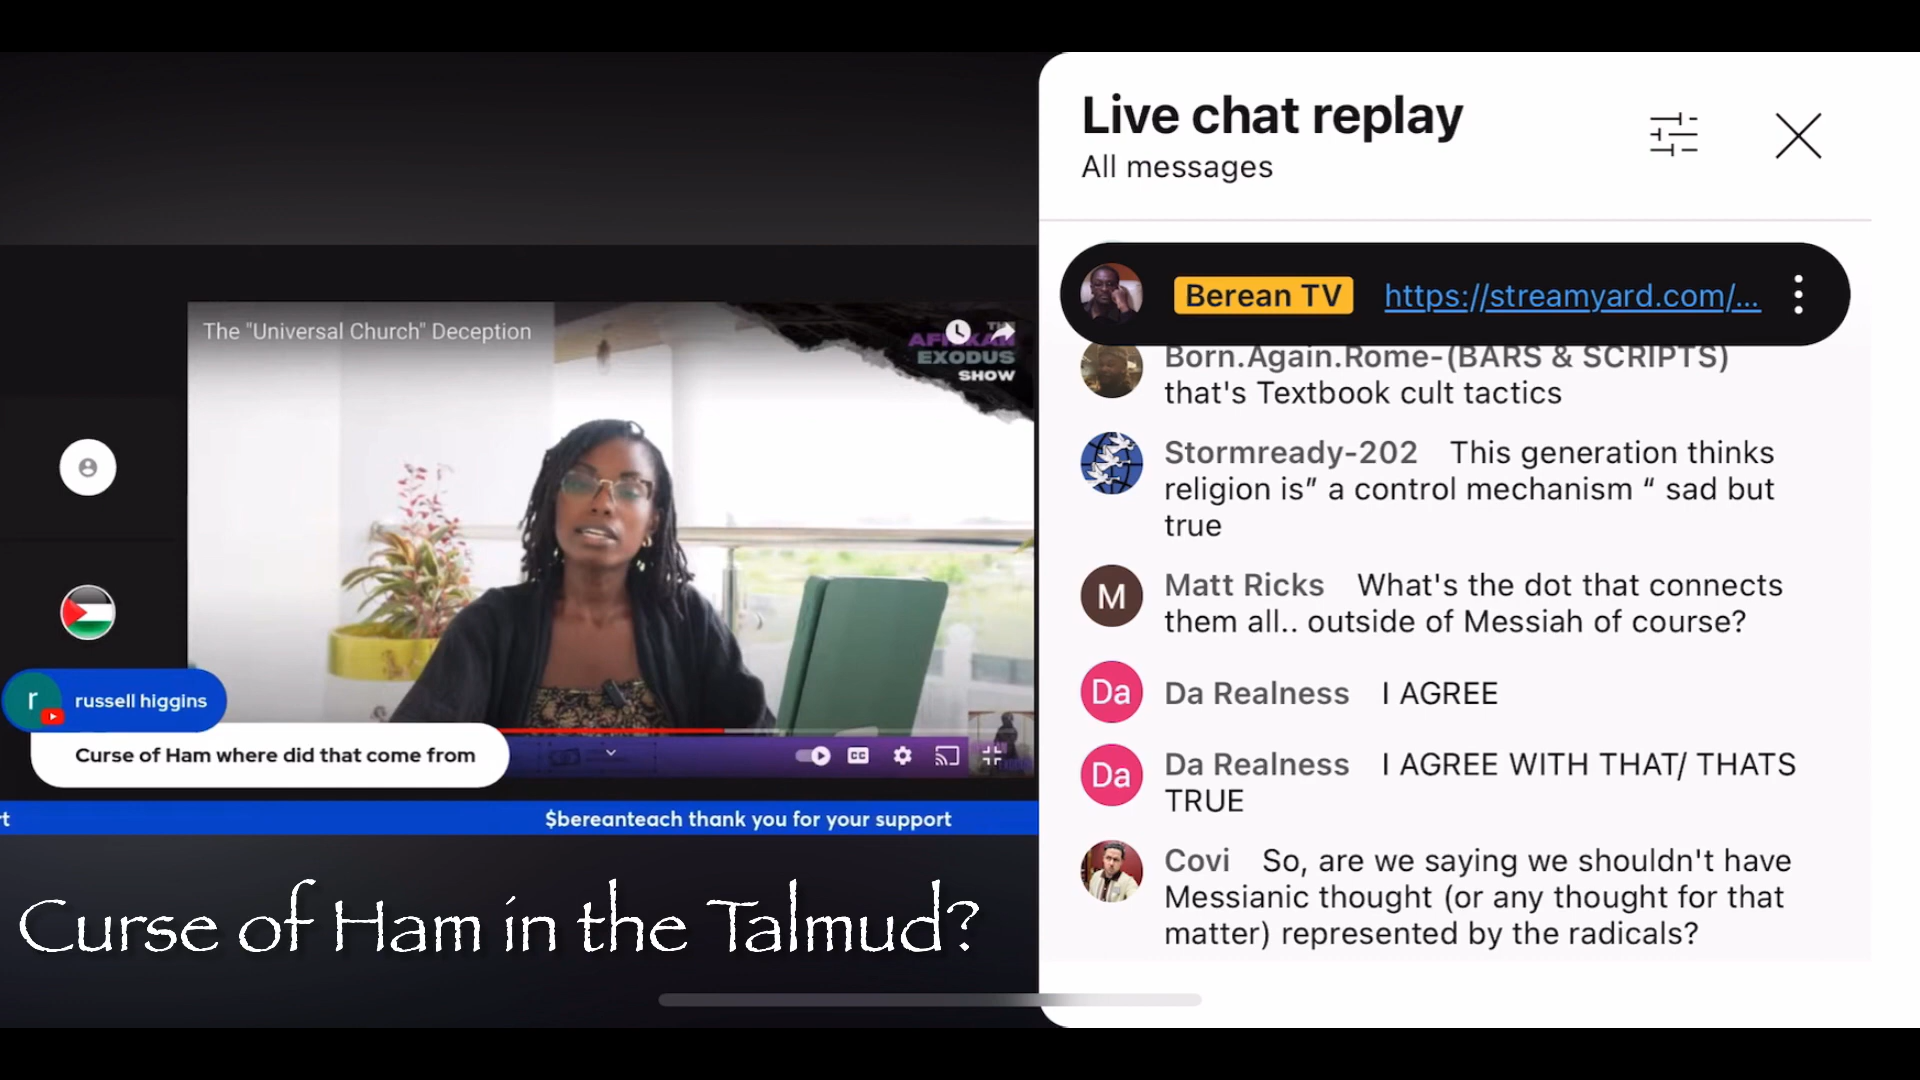 The "Universal Church" Deception
THE
AFRIKAN
EXODUS
SHOW
r
russell higgins
Curse of Ham where did that come from
CC
$bereanteach thank you for your support
Curse of Ham in the Talmud?
Live chat replay
All messages
Berean TV https://streamyard.com/...
Born.Again.Rome-(BARS & SCRIPTS)
that's Textbook cult tactics
Stormready-202 This generation thinks
religion is” a control mechanism “ sad but
true
M
Matt Ricks What's the dot that connects
them all.. outside of Messiah of course?
Da
Da Realness I AGREE
Da
Da Realness I AGREE WITH THAT/ THATS
TRUE
Covi So, are we saying we shouldn't have
Messianic thought (or any thought for that
matter) represented by the radicals?